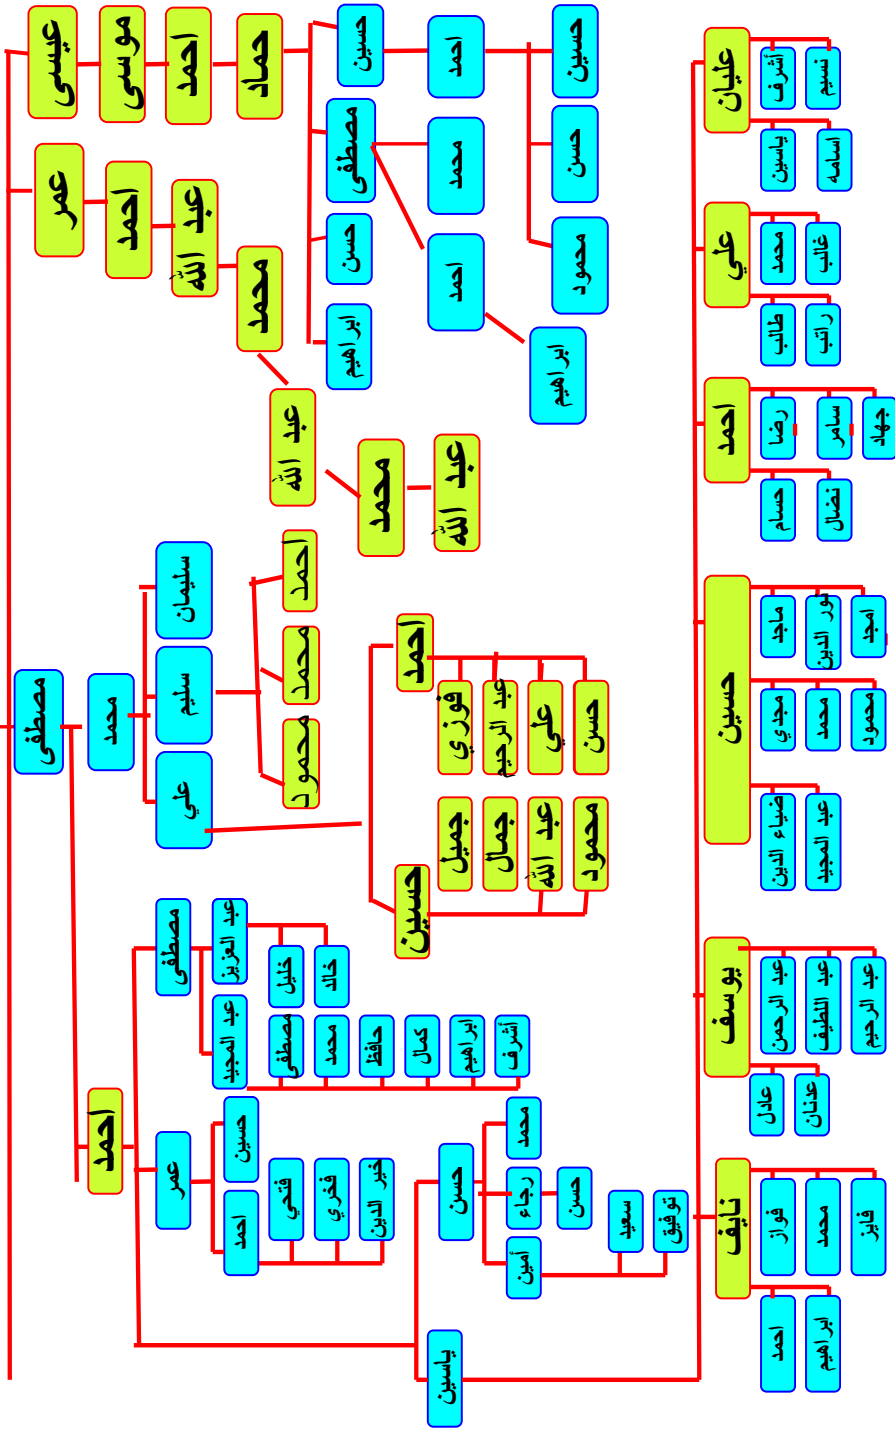 عيسى
موسى
احمد
حماد
حسين
مصطفى
حسن
ابراهيم
احمد
محمد
احمد
ابراهيم
حسين
حسن
محمود
عمر
احمد
عبد الله
محمد
عبد الله
محمد
عبد الله
مصطفى
محمد
سليمان
سليم
علي
احمد
محمد
محمود
احمد
فوزي
عبد الرحيم
علي
حسن
حسين
جميل
جمال
عبد الله
محمود
احمد
مصطفى
عبد العزيز
خليل
خالد
عبد المجيد
مصطفى
محمد
حافظ
كمال
ابراهيم
أشرف
عمر
حسين
احمد
فتحي
فخري
خير الدين
ياسين
حسن
محمد
رجاء
حسن
أمين
سعيد
توفيق
عليان
أشرف
نسيم
ياسين
اسامه
علي
محمد
غالب
طالب
راتب
احمد
رضا
سامر
جهاد
حسام
نضال
حسين
ماجد
نور الدين
امجد
مجدي
محمد
محمود
ضياء الدين
عبد المجيد
يوسف
عبد الرحمن
عبد اللطيف
عبد الرحيم
عادل
عدنان
نايف
فواز
محمد
فايز
احمد
ابراهيم